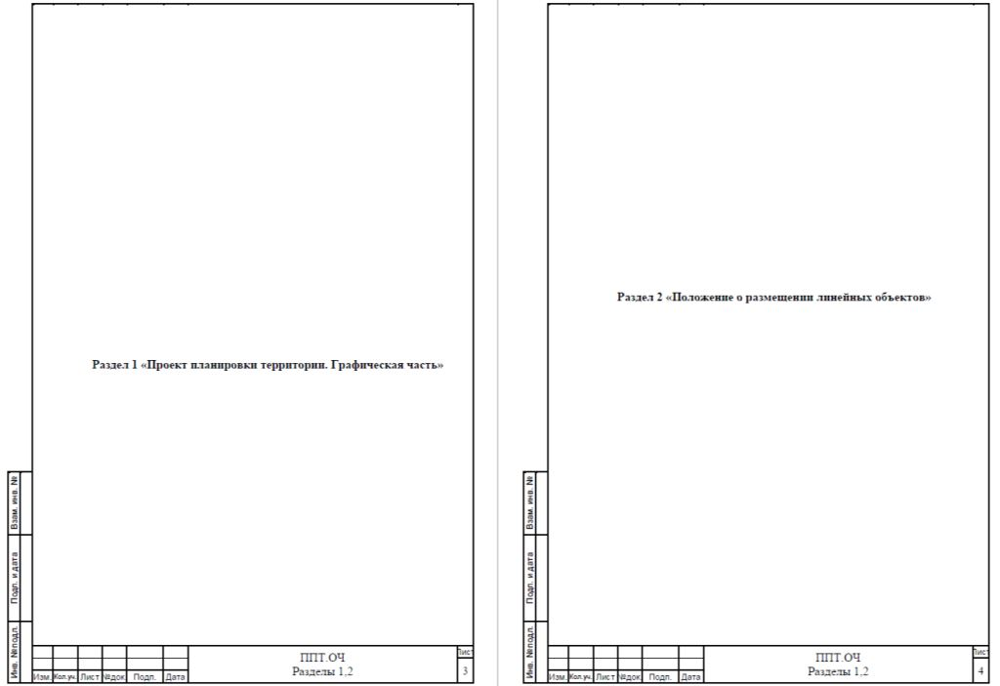 Раздел 1 «Проект планировки территории. Графическая часть»
Взам. инв. №
Подп. и дата
Инв. №подл.
Изм. Кол.уч. Лист №док Подп. Дата
ППТ.ОЧ
Разделы 1,2
Лист
3
Раздел 2 «Положение о размещении линейных объектов»
Взам. инв. №
Подп. и дата
Инв. №подл.
Изм. Кол.уч. Лист №док Подп. Дата
ППТ.ОЧ
Разделы 1,2
Лист
4